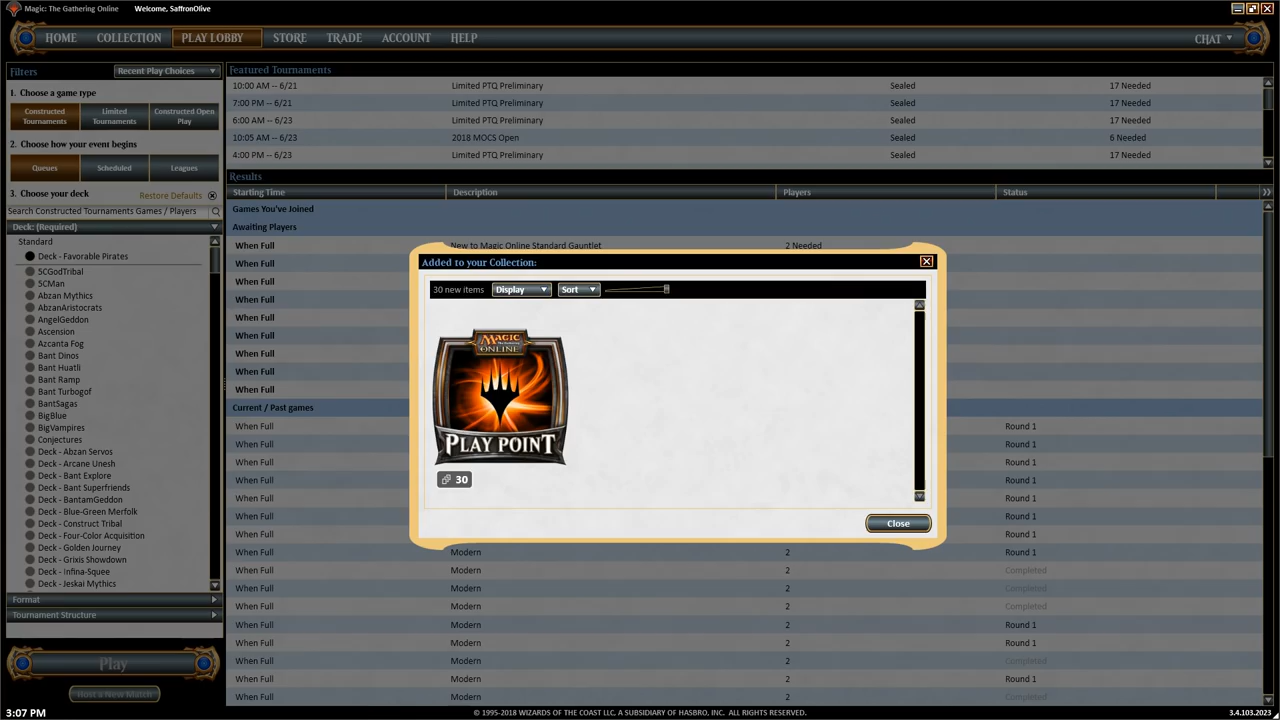 Magic: The Gathering Online Welcome, SaffronOlive
HOME COLLECTION PLAY LOBBY STORE TRADE ACCOUNT HELP CHAT
Filters Recent Play Choices
1. Choose a game type
Constructed Tournaments Limited Tournaments Constructed Open Play
2. Choose how your event begins
Queues Scheduled Leagues
3. Choose your deck Restore Defaults
Search Constructed Tournaments Games / Players
Deck: (Required)
Standard
Deck - Favorable Pirates
SCGodTribal
SCMan
Abzan Mythics
AbzanAristocrats
AngelGeddon
Ascension
Azcanta Fog
Bant Dinos
Bant Huatli
Bant Ramp
Bant Turbogof
BantSagas
BigBlue
BigVampires
Conjectures
Deck - Abzan Servos
Deck - Arcane Unesh
Deck - Bant Explore
Deck - Bant Superfriends
Deck - BantamGeddon
Deck - Blue-Green Merfolk
Deck - Construct Tribal
Deck - Four-Color Acquisition
Deck - Golden Journey
Deck - Grixis Showdown
Deck - Infina-Squee
Deck - Jeskai Mythics
Format
Tournament Structure
Play
Host a New Match
3:07 PM
Featured Tournaments
10:00 AM -- 6/21 Limited PTQ Preliminary Sealed 17 Needed
7:00 PM -- 6/21 Limited PTQ Preliminary Sealed 17 Needed
6:00 AM -- 6/23 Limited PTQ Preliminary Sealed 17 Needed
10:05 AM -- 6/23 2018 MOCS Open Sealed 6 Needed
4:00 PM -- 6/23 Limited PTQ Preliminary Sealed 17 Needed
Results
Starting Time Description Players Status
Games You've Joined
Awaiting Players
When Full New to Magic Online Standard Gauntlet 2 Needed
When Full
When Full
When Full
When Full
When Full
When Full
When Full
When Full
Current / Past games
When Full Round 1
When Full Round 1
When Full Round 1
When Full Round 1
When Full Round 1
When Full Round 1
When Full Round 1
When Full Modern 2 Round 1
When Full Modern 2 Completed
When Full Modern 2 Completed
When Full Modern 2 Completed
When Full Modern 2 Round 1
When Full Modern 2 Round 1
When Full Modern 2 Completed
When Full Modern 2 Round 1
When Full Modern 2 Completed
Added to your Collection:
30 new items Display Sort
MAGIC
ONLINE
PLAY POINT
30
Close
© 1995-2018 WIZARDS OF THE COAST LLC, A SUBSIDIARY OF HASBRO, INC. ALL RIGHTS RESERVED. 3.4.103.2023